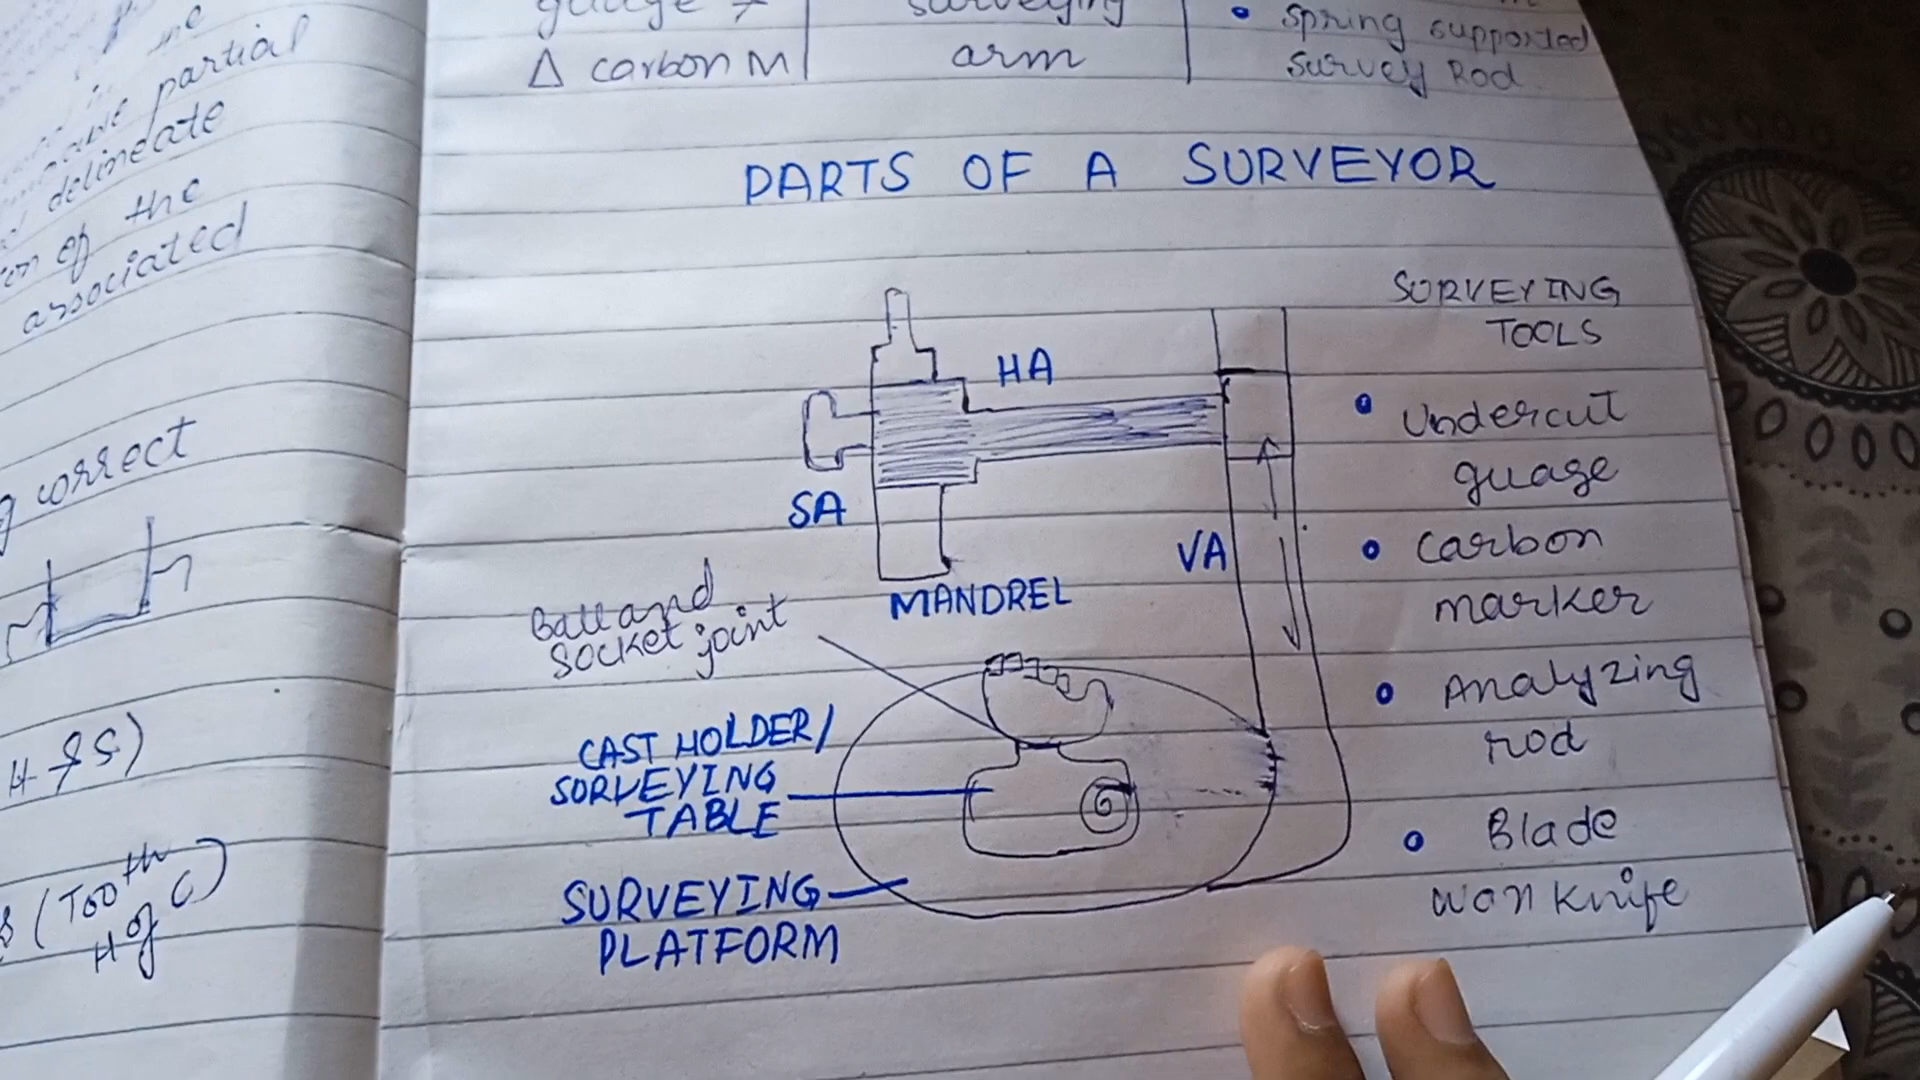 partial
delineate
of the
associated
correct
H & S)
(Tooth
H of C)
guage
Δ carbon M
surveying
arm
• spring supported
survey Rod
PARTS OF A SURVEYOR
HA
SA
VA
MANDREL
Ball and
socket joint
CAST HOLDER/
SURVEYING
TABLE
SURVEYING
PLATFORM
SURVEYING
TOOLS
• Undercut
guage
• carbon
marker
• Analyzing
rod
• Blade
wax knife